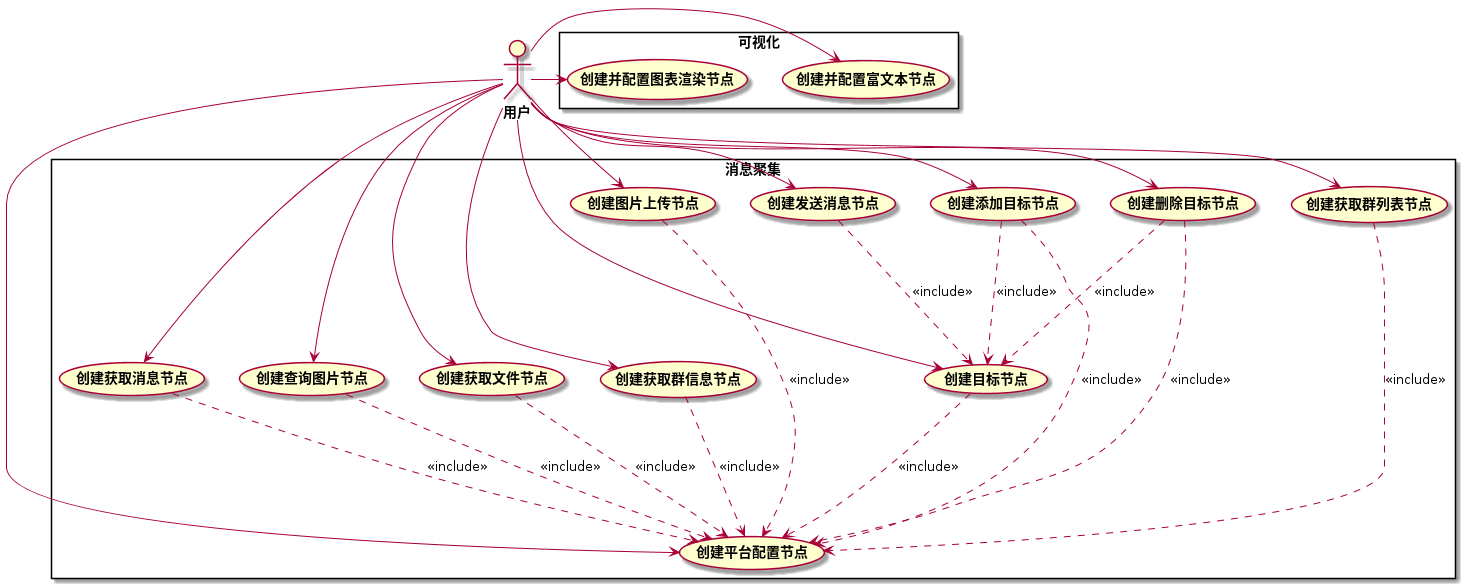 可视化
创建并配置图表渲染节点
创建并配置富文本节点
用户
消息聚集
创建图片上传节点
创建发送消息节点
创建添加目标节点
创建删除目标节点
创建获取群列表节点
«include»
«include»
«include»
创建获取消息节点
创建查询图片节点
创建获取文件节点
创建获取群信息节点
创建目标节点
«include»
«include»
«include»
«include»
«include»
«include»
«include»
«include»
«include»
创建平台配置节点